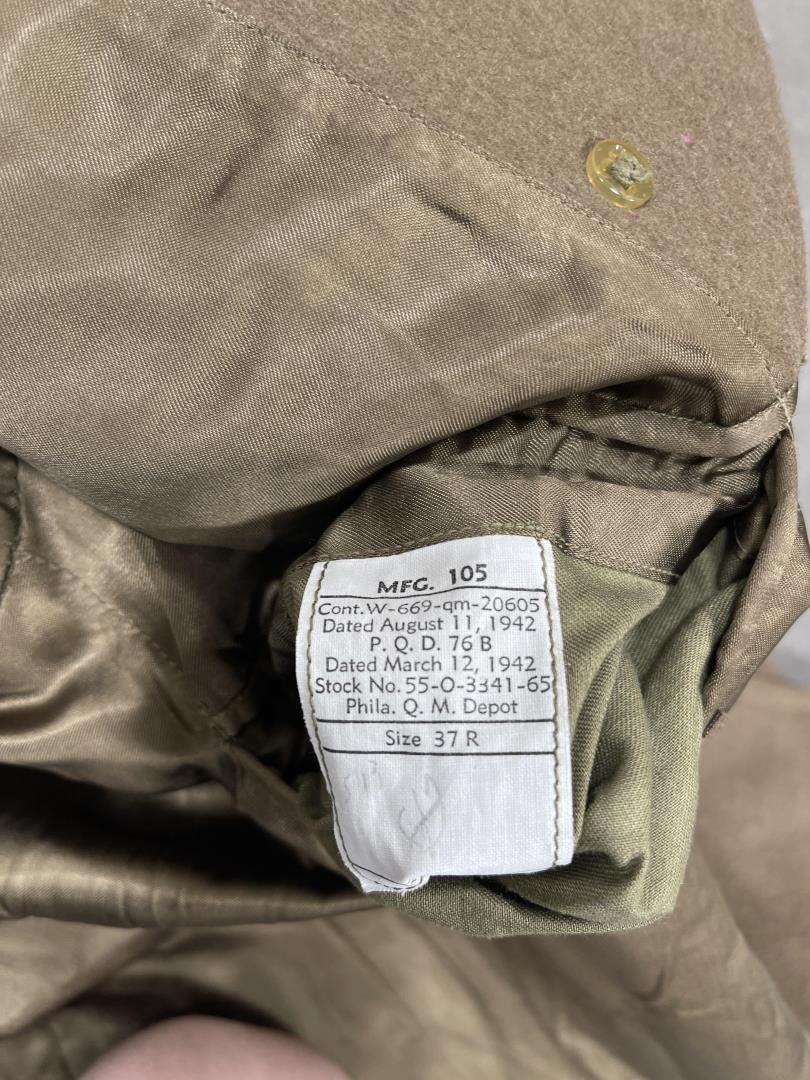 MFG. 105
Cont.W-669-qm-20605
Dated August 11, 1942
P. Q. D. 76 B
Dated March 12, 1942
Stock No. 55-O-3341-65
Phila. Q. M. Depot
Size 37 R